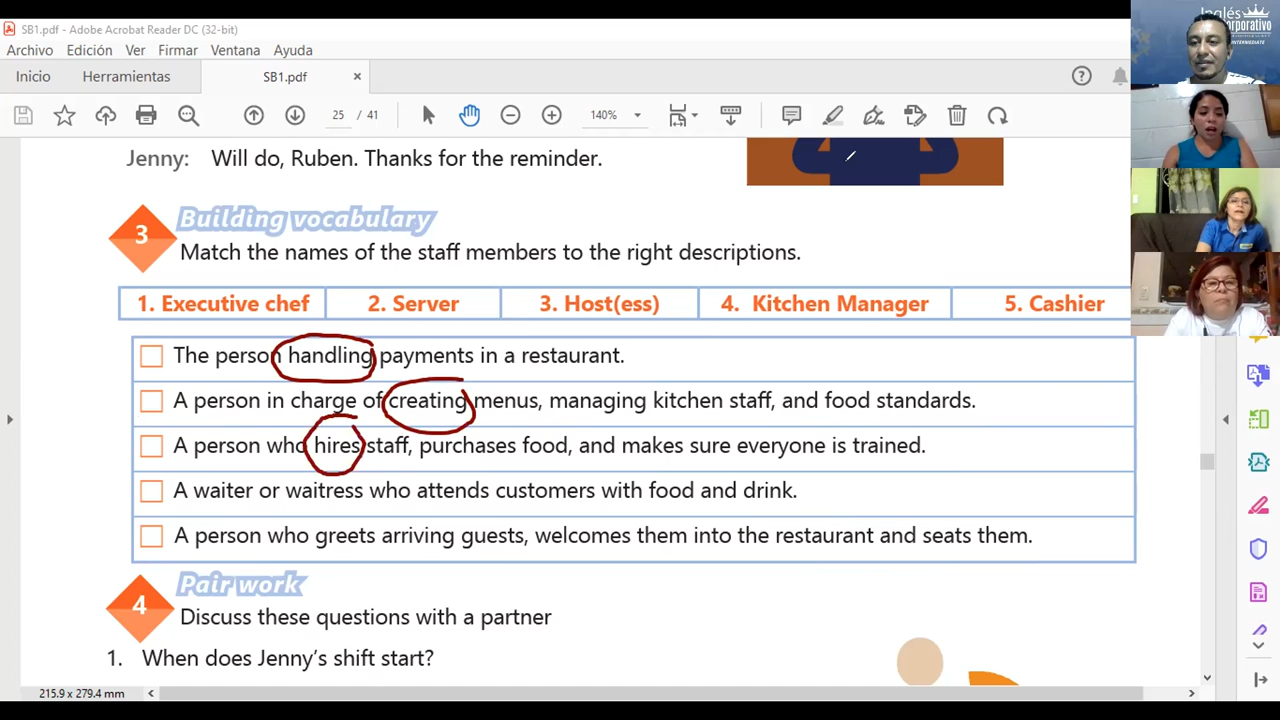 SB1.pdf - Adobe Acrobat Reader DC (32-bit)
Archivo Edición Ver Firmar Ventana Ayuda
Inicio Herramientas SB1.pdf ×
25 / 41 140%
Jenny: Will do, Ruben. Thanks for the reminder.
3 Building vocabulary
Match the names of the staff members to the right descriptions.
1. Executive chef 2. Server 3. Host(ess) 4. Kitchen Manager 5. Cashier
The person handling payments in a restaurant.
A person in charge of creating menus, managing kitchen staff, and food standards.
A person who hires staff, purchases food, and makes sure everyone is trained.
A waiter or waitress who attends customers with food and drink.
A person who greets arriving guests, welcomes them into the restaurant and seats them.
4 Pair work
Discuss these questions with a partner
1. When does Jenny's shift start?
215.9 x 279.4 mm
Inglés